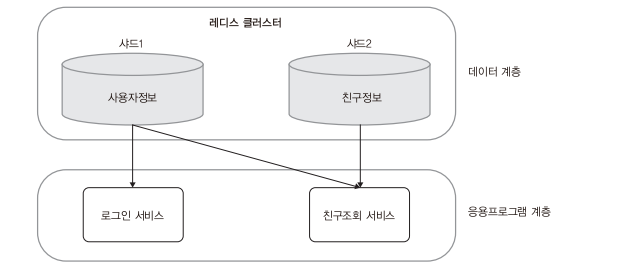 레디스 클러스터
샤드1
샤드2
사용자정보
친구정보
데이터 계층
로그인 서비스
친구조회 서비스
응용프로그램 계층